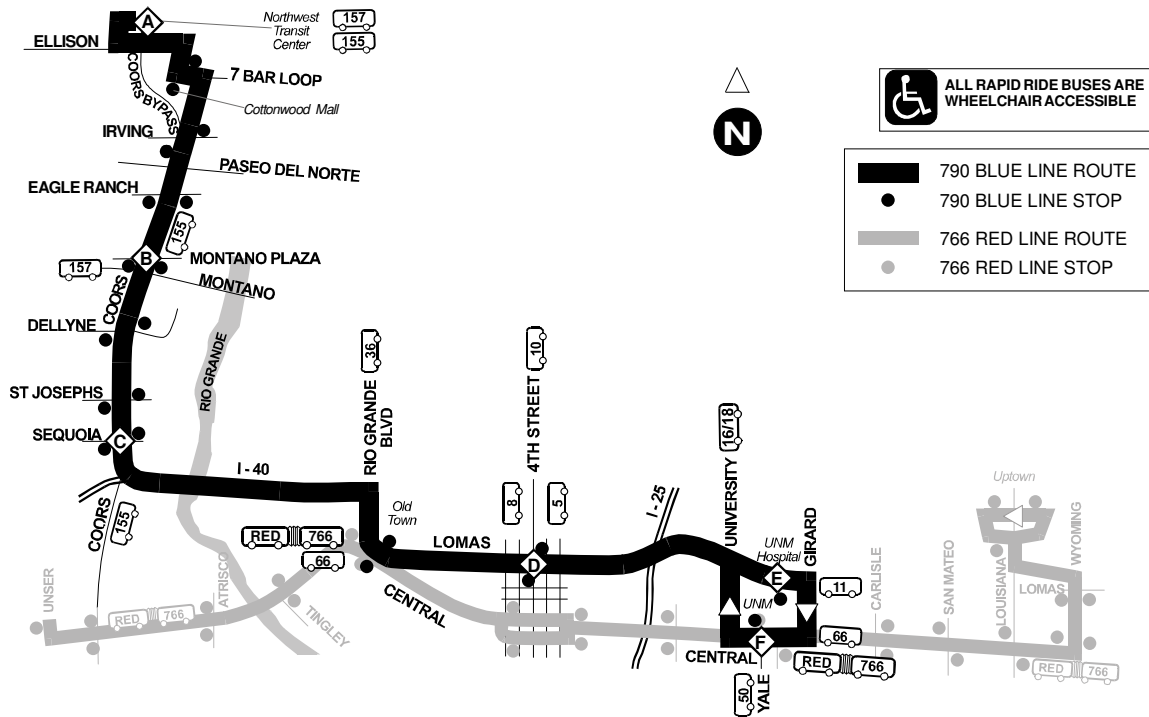 Northwest
Transit
Center
157
155
A
ELLISON
7 BAR LOOP
COORS BYPASS
Cottonwood Mall
IRVING
PASEO DEL NORTE
EAGLE RANCH
155
B
MONTANO PLAZA
157
MONTANO
COORS
DELLYNE
RIO GRANDE
ST JOSEPHS
SEQUOIA
C
COORS
155
I - 40
N
ALL RAPID RIDE BUSES ARE
WHEELCHAIR ACCESSIBLE
790 BLUE LINE ROUTE
790 BLUE LINE STOP
766 RED LINE ROUTE
766 RED LINE STOP
36
RIO GRANDE
BLVD
10
4TH STREET
8
5
16/18
UNIVERSITY
I - 25
Old
Town
RED 766
66
LOMAS
D
CENTRAL
UNM
Hospital
E
GIRARD
11
UNM
F
66
CENTRAL
RED 766
50
YALE
UNSER
RED 766
ATRISCO
TINGLEY
CARLISLE
SAN MATEO
LOUISIANA
Uptown
WYOMING
LOMAS
RED 766